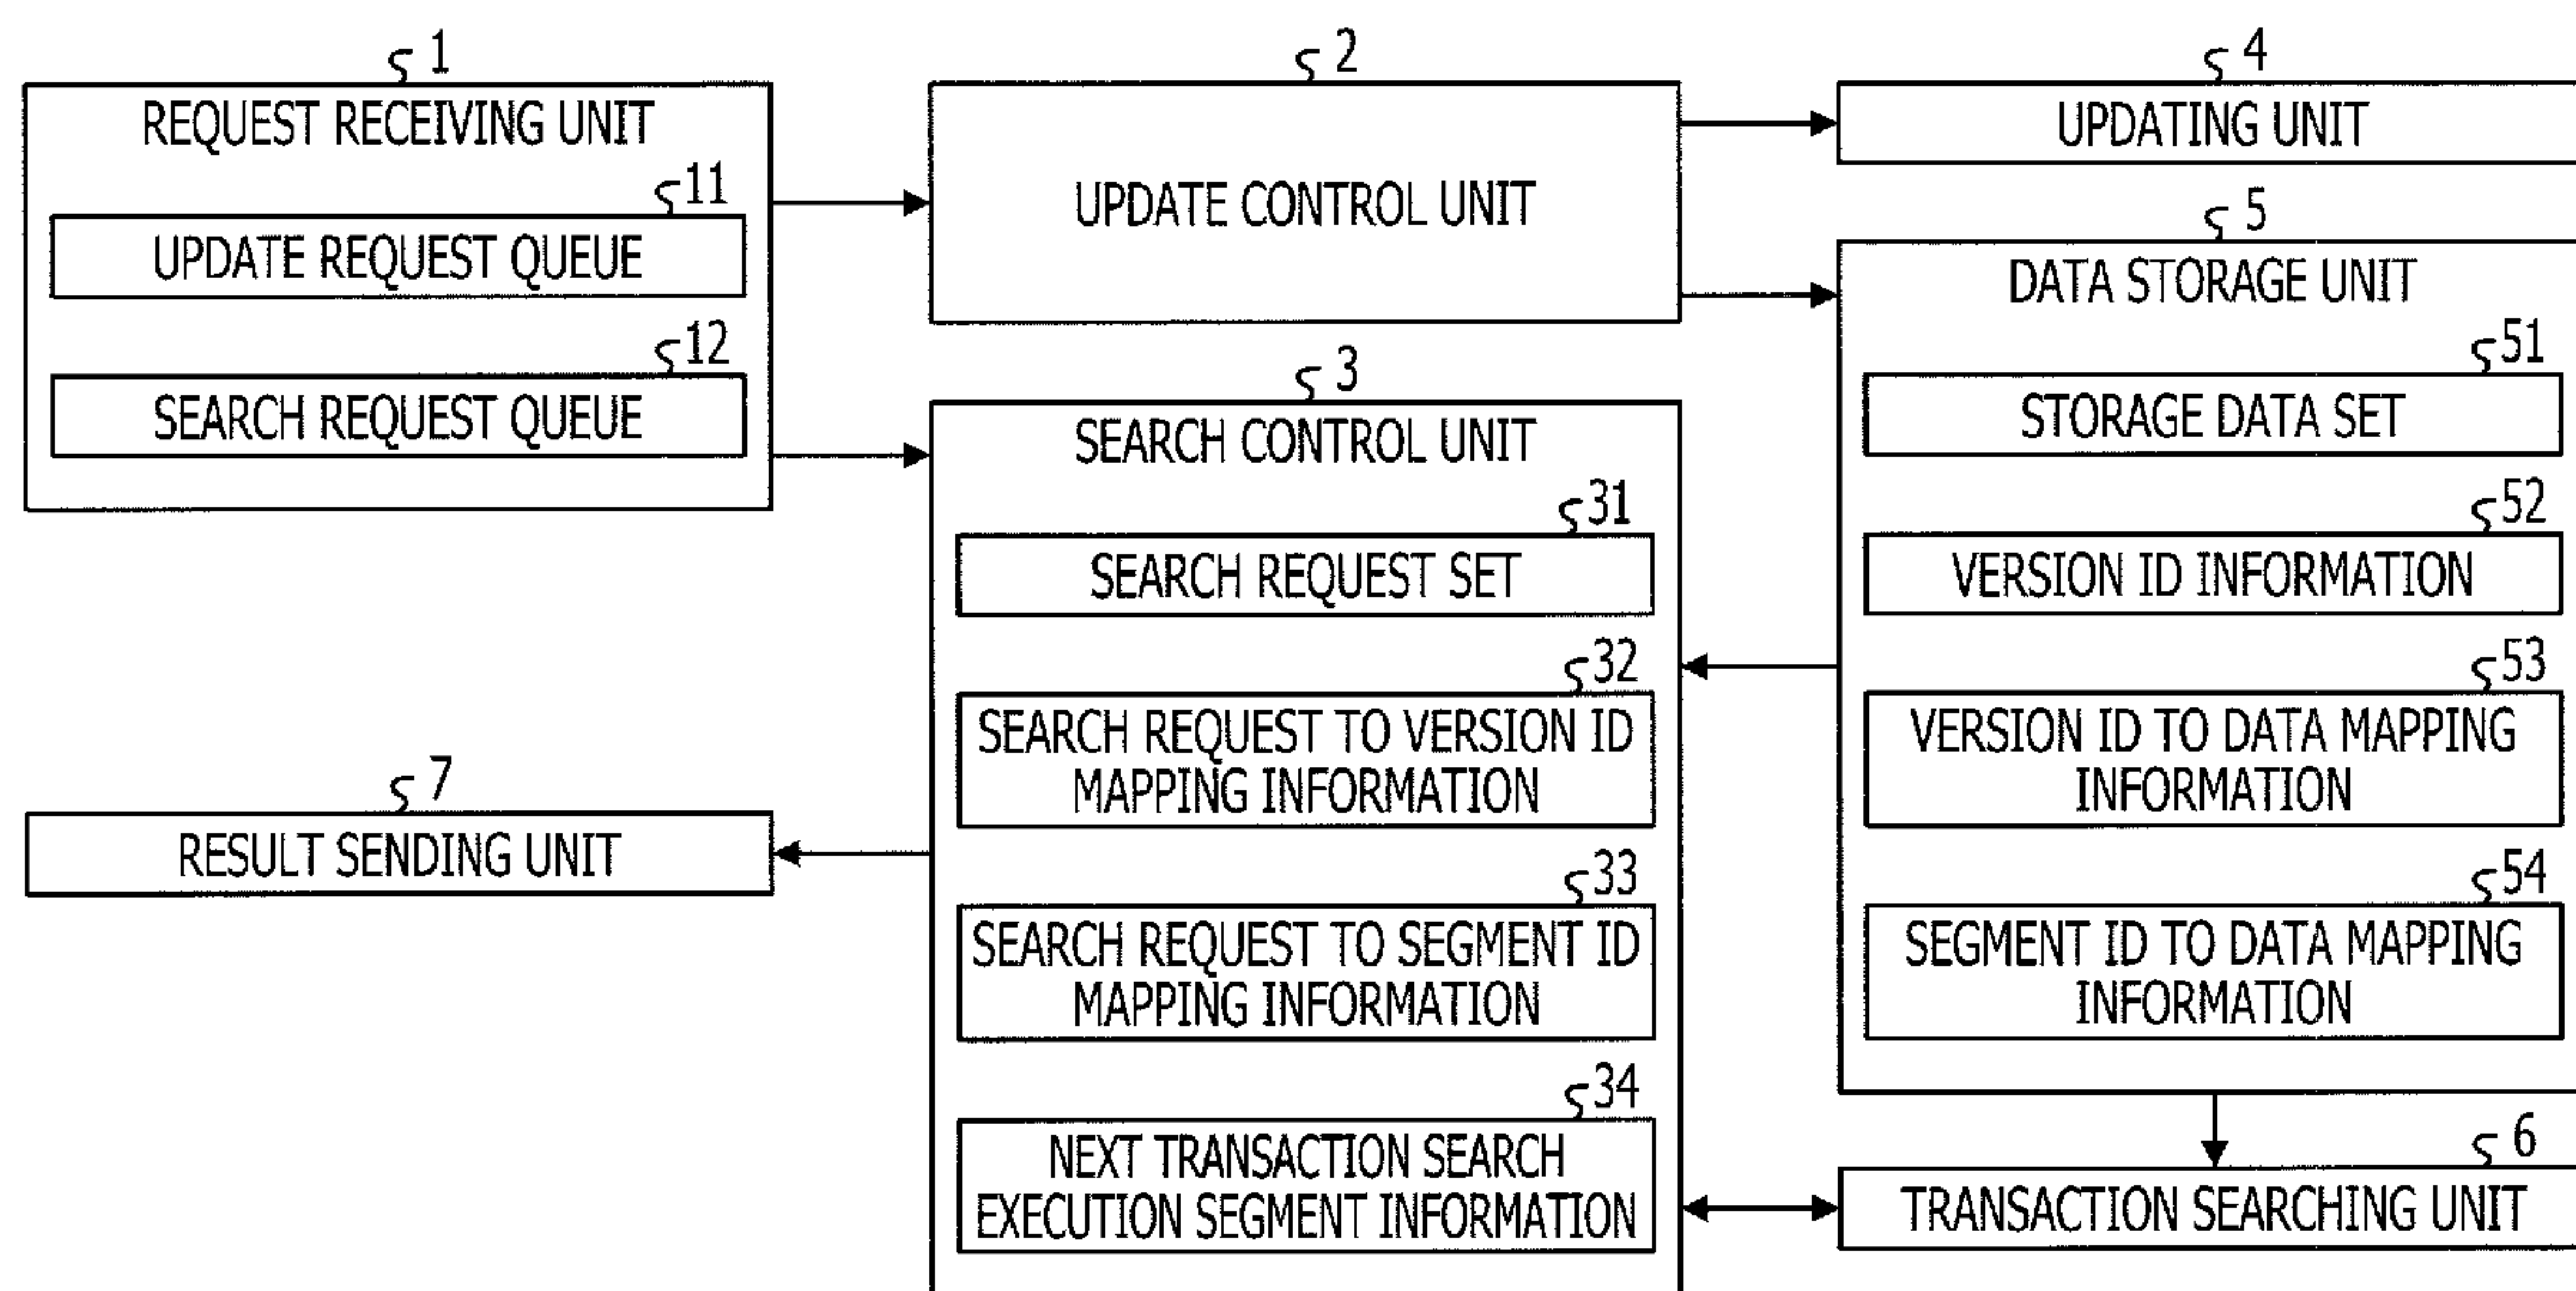 1
REQUEST RECEIVING UNIT
11
UPDATE REQUEST QUEUE
12
SEARCH REQUEST QUEUE
2
UPDATE CONTROL UNIT
3
SEARCH CONTROL UNIT
31
SEARCH REQUEST SET
32
SEARCH REQUEST TO VERSION ID
MAPPING INFORMATION
33
SEARCH REQUEST TO SEGMENT ID
MAPPING INFORMATION
34
NEXT TRANSACTION SEARCH
EXECUTION SEGMENT INFORMATION
4
UPDATING UNIT
5
DATA STORAGE UNIT
51
STORAGE DATA SET
52
VERSION ID INFORMATION
53
VERSION ID TO DATA MAPPING
INFORMATION
54
SEGMENT ID TO DATA MAPPING
INFORMATION
6
TRANSACTION SEARCHING UNIT
7
RESULT SENDING UNIT